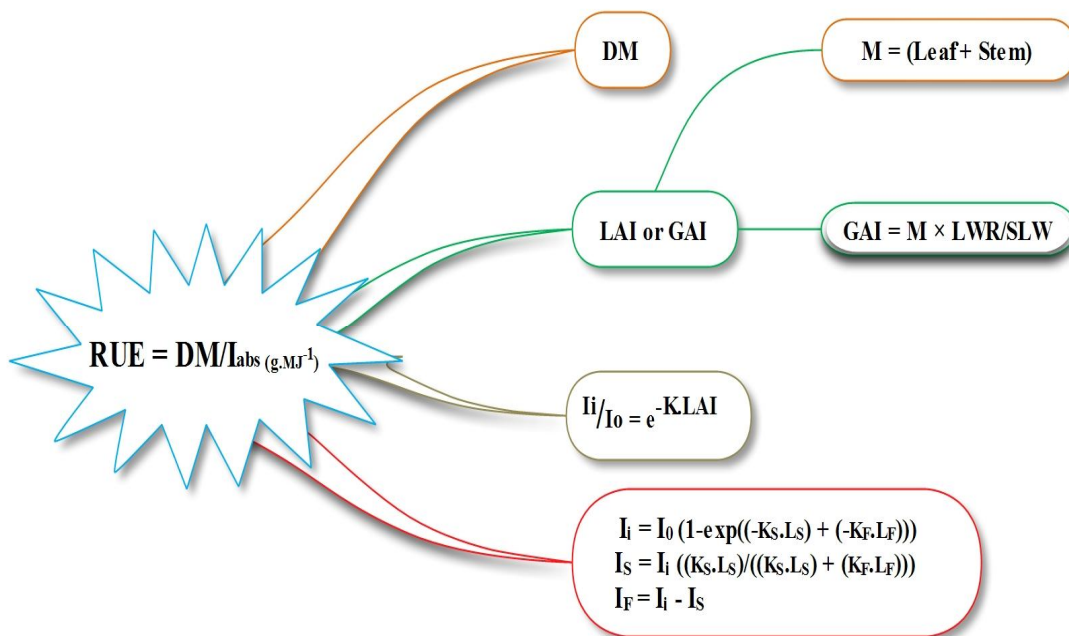 DM
M = (Leaf + Stem)
LAI or GAI
GAI = M × LWR/SLW
RUE = DM/Iabs (g.MJ⁻¹)
Ii/Io = e^-K.LAI
Ii = I0 (1-exp((-KS.LS) + (-KF.LF)))
IS = Ii ((KS.LS)/((KS.LS) + (KF.LF)))
IF = Ii - IS